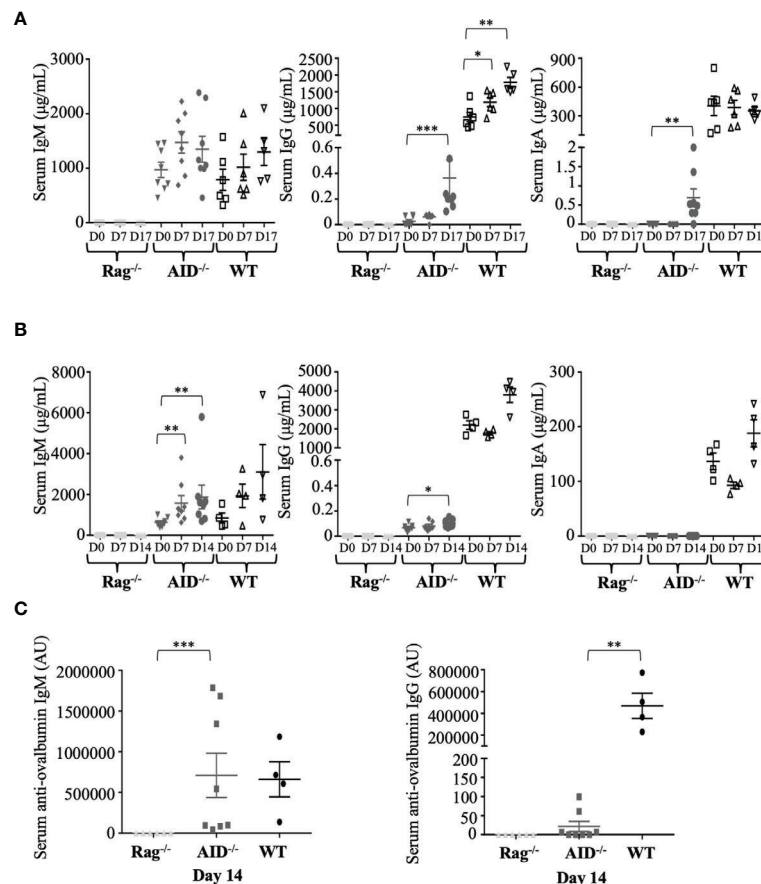 A
Serum IgM (µg/mL)
3000
2000
1000
0
D0 D7 D17 D0 D7 D17 D0 D7 D17
Rag-/- AID-/- WT
Serum IgG (µg/mL)
2500
2000
1500
1000
500
0.6
0.4
0.2
0
***
*
**
D0 D7 D17 D0 D7 D17 D0 D7 D17
Rag-/- AID-/- WT
Serum IgA (µg/mL)
900
600
300
2
1.5
1
0.5
0
**
D0 D7 D17 D0 D7 D17 D0 D7 D1
Rag-/- AID-/- WT
B
Serum IgM (µg/mL)
8000
6000
4000
2000
0
**
**
D0 D7 D14 D0 D7 D14 D0 D7 D14
Rag-/- AID-/- WT
Serum IgG (µg/mL)
5000
4000
3000
2000
1000
0.6
0.4
0.2
0
*
D0 D7 D14 D0 D7 D14 D0 D7 D14
Rag-/- AID-/- WT
Serum IgA (µg/mL)
300
200
100
0
D0 D7 D14 D0 D7 D14 D0 D7 D1
Rag-/- AID-/- WT
C
Serum anti-ovalbumin IgM (AU)
2000000
1500000
1000000
500000
0
***
Rag-/- AID-/- WT
Day 14
Serum anti-ovalbumin IgG (AU)
800000
600000
400000
200000
200
150
100
50
0
**
Rag-/- AID-/- WT
Day 14